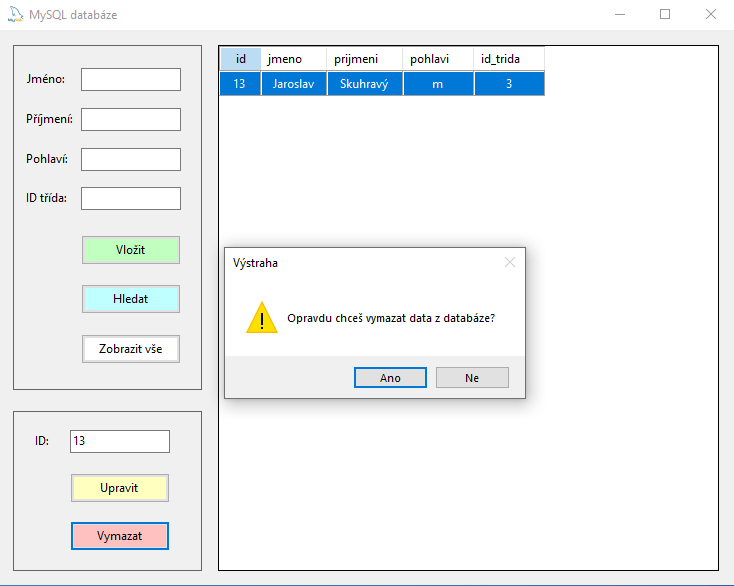 MySQL databáze
Jméno:
Příjmení:
Pohlaví:
ID třída:
Vložit
Hledat
Zobrazit vše
ID: 13
Upravit
Vymazat
id jmeno prijmeni pohlavi id_trida
13 Jaroslav Skuhravý m 3
Výstraha
Opravdu chceš vymazat data z databáze?
Ano Ne